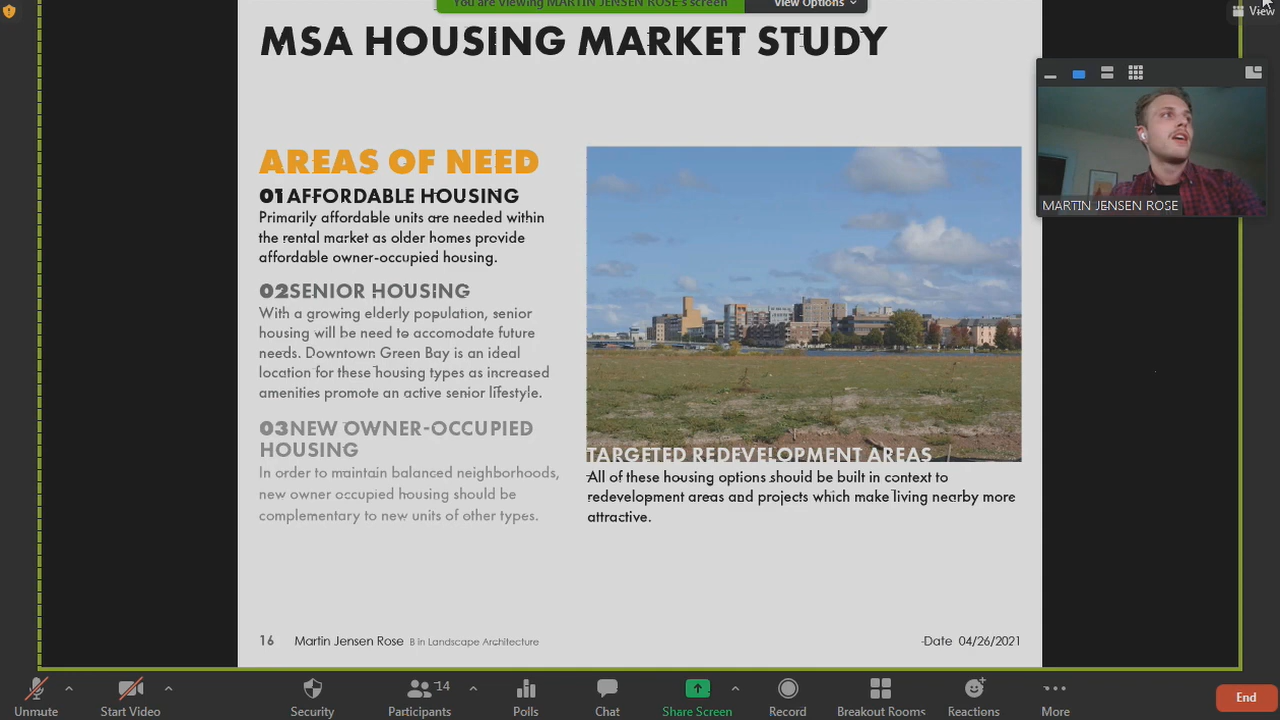 You are viewing MARTIN JENSEN ROSE's screen
View Options
View
MSA HOUSING MARKET STUDY
MARTIN JENSEN ROSE
AREAS OF NEED
01 AFFORDABLE HOUSING
Primarily affordable units are needed within
the rental market as older homes provide
affordable owner-occupied housing.
02SENIOR HOUSING
With a growing elderly population, senior
housing will be need to accomodate future
needs. Downtown Green Bay is an ideal
location for these housing types as increased
amenities promote an active senior lifestyle.
03NEW OWNER-OCCUPIED
HOUSING
In order to maintain balanced neighborhoods,
new owner occupied housing should be
complementary to new units of other types.
TARGETED REDEVELOPMENT AREAS
All of these housing options should be built in context to
redevelopment areas and projects which make living nearby more
attractive.
16 Martin Jensen Rose B in Landscape Architecture
Date 04/26/2021
Unmute
Start Video
Security
14
Participants
Polls
Chat
Share Screen
Record
Breakout Rooms
Reactions
More
End